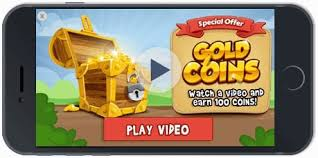 Special Offer
GOLD
COINS
WATCH A VIDEO AND
EARN 100 COINS!
PLAY VIDEO